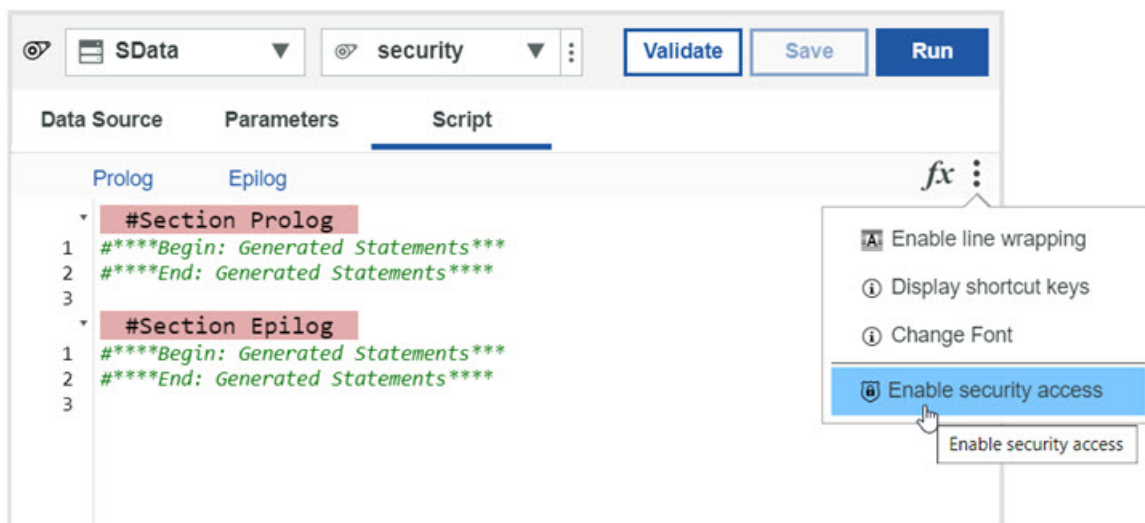 SData security Validate Save Run
Data Source Parameters Script
Prolog Epilog fx
#Section Prolog
1 #****Begin: Generated Statements***
2 #****End: Generated Statements****
3
#Section Epilog
1 #****Begin: Generated Statements***
2 #****End: Generated Statements****
3
Enable line wrapping
Display shortcut keys
Change Font
Enable security access
Enable security access